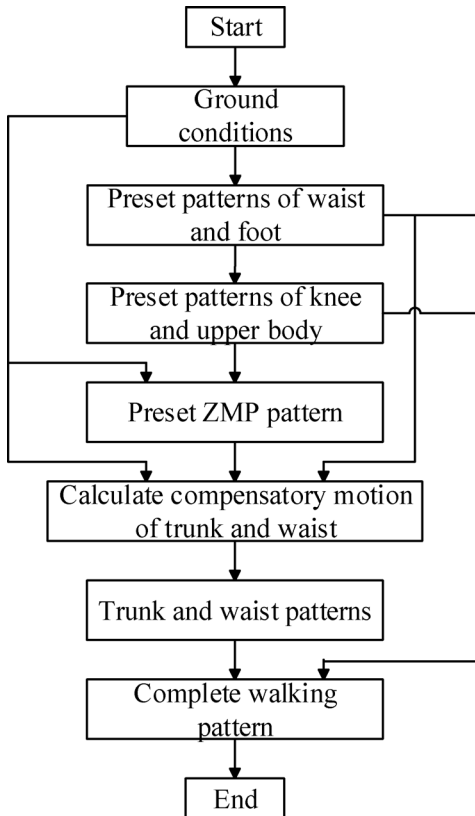 Start
Ground
conditions
Preset patterns of waist
and foot
Preset patterns of knee
and upper body
Preset ZMP pattern
Calculate compensatory motion
of trunk and waist
Trunk and waist patterns
Complete walking
pattern
End